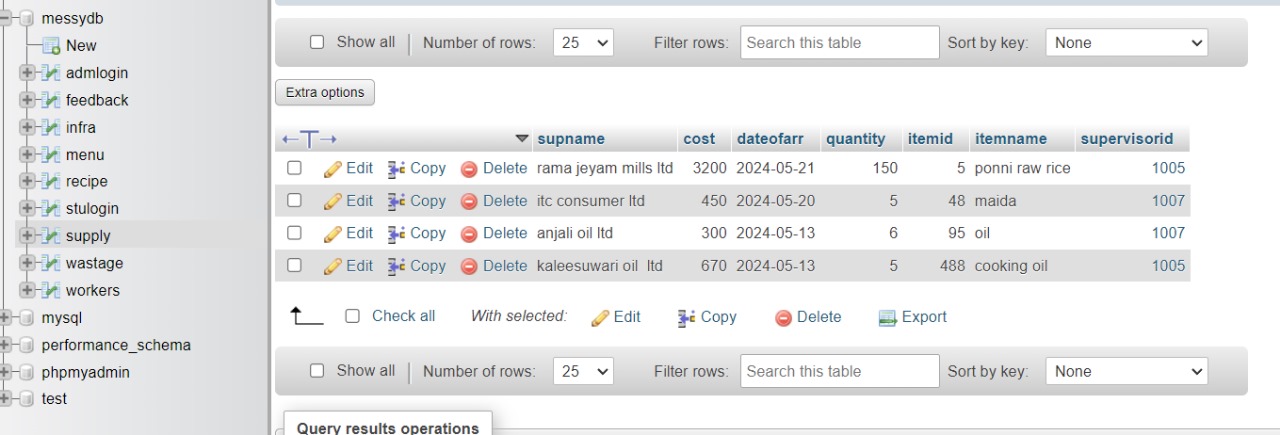 messydb
New
admlogin
feedback
infra
menu
recipe
stulogin
supply
wastage
workers
mysql
performance_schema
phpmyadmin
test
Show all Number of rows: 25 Filter rows: Search this table Sort by key: None
Extra options
supname cost dateofarr quantity itemid itemname supervisorid
Edit Copy Delete rama jeyam mills ltd 3200 2024-05-21 150 5 ponni raw rice 1005
Edit Copy Delete itc consumer ltd 450 2024-05-20 5 48 maida 1007
Edit Copy Delete anjali oil ltd 300 2024-05-13 6 95 oil 1007
Edit Copy Delete kaleesuwari oil ltd 670 2024-05-13 5 488 cooking oil 1005
Check all With selected: Edit Copy Delete Export
Show all Number of rows: 25 Filter rows: Search this table Sort by key: None
Query results operations